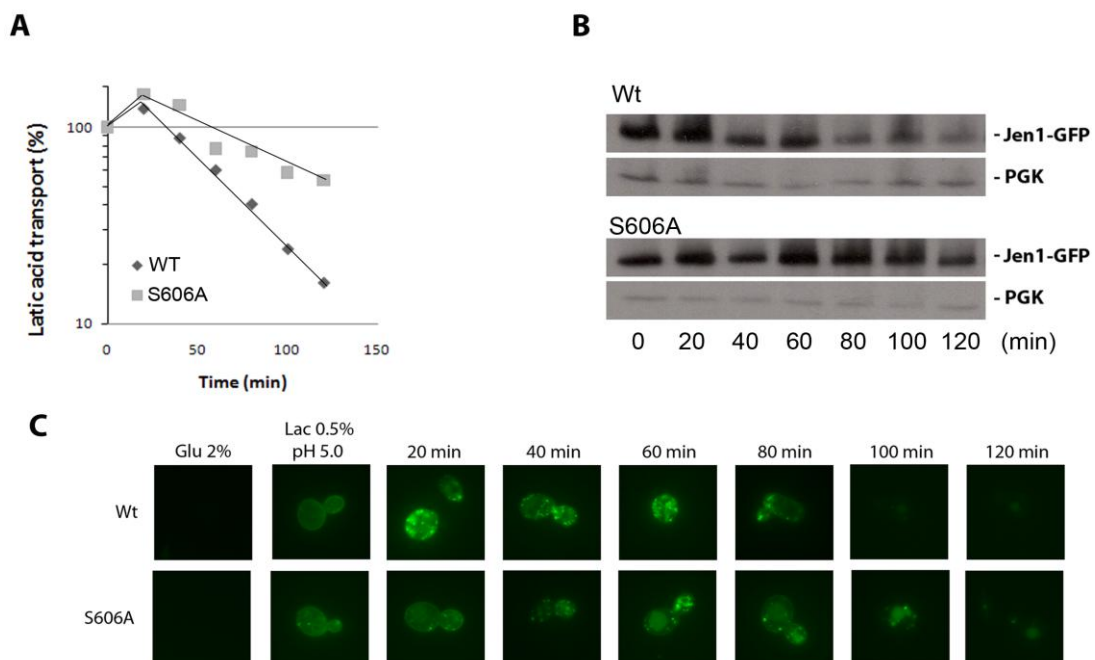 A
Latic acid transport (%)
100
10
WT
S606A
0 50 100 150
Time (min)
B
Wt
- Jen1-GFP
- PGK
S606A
- Jen1-GFP
- PGK
0 20 40 60 80 100 120 (min)
C
Glu 2%
Lac 0.5%
pH 5.0
20 min
40 min
60 min
80 min
100 min
120 min
Wt
S606A